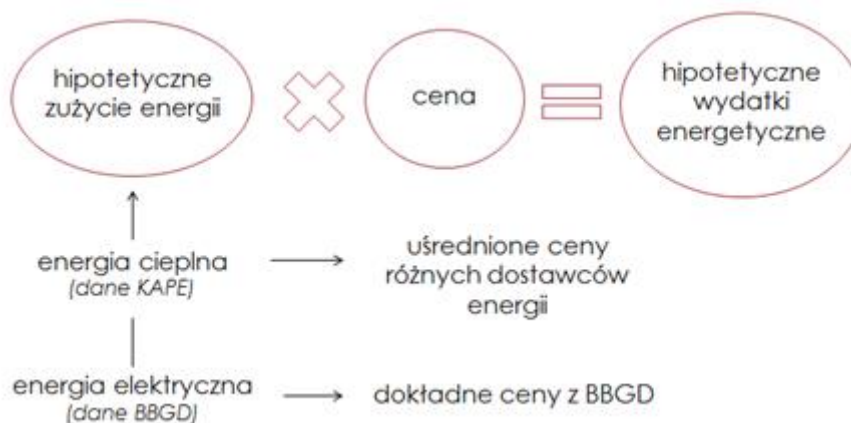 hipotetyczne
zużycie energii
cena
hipotetyczne
wydatki
energetyczne
energia cieplna
(dane KAPE)
uśrednione ceny
różnych dostawców
energii
energia elektryczna
(dane BBGD)
dokładne ceny z BBGD